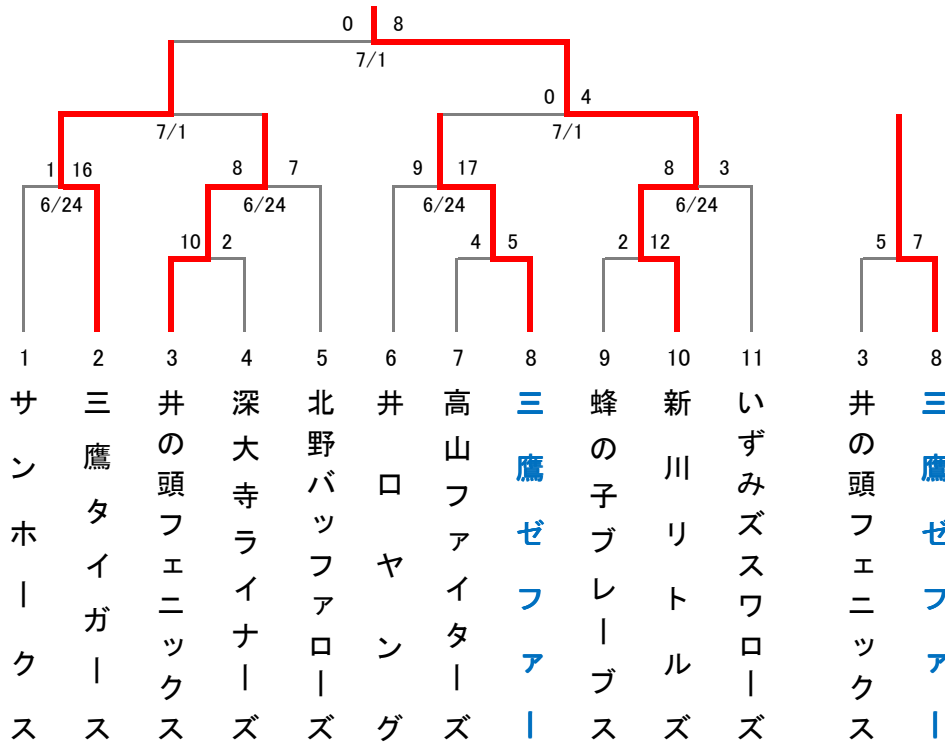 0 8
7/1
0 4
7/1
7/1
1 16
8 7
9 17
8 3
6/24
6/24
6/24
6/24
10 2
4 5
2 12
5 7
1 2 3 4 5 6 7 8 9 10 11 3 8
サンホークス
三鷹タイガース
井の頭フェニックス
深大寺ライナーズ
北野バッファローズ
井口ヤング
高山ファイターズ
三鷹ゼファー
蜂の子ブレーブス
新川リトルズ
いずみズスワローズ
井の頭フェニックス
三鷹ゼファー